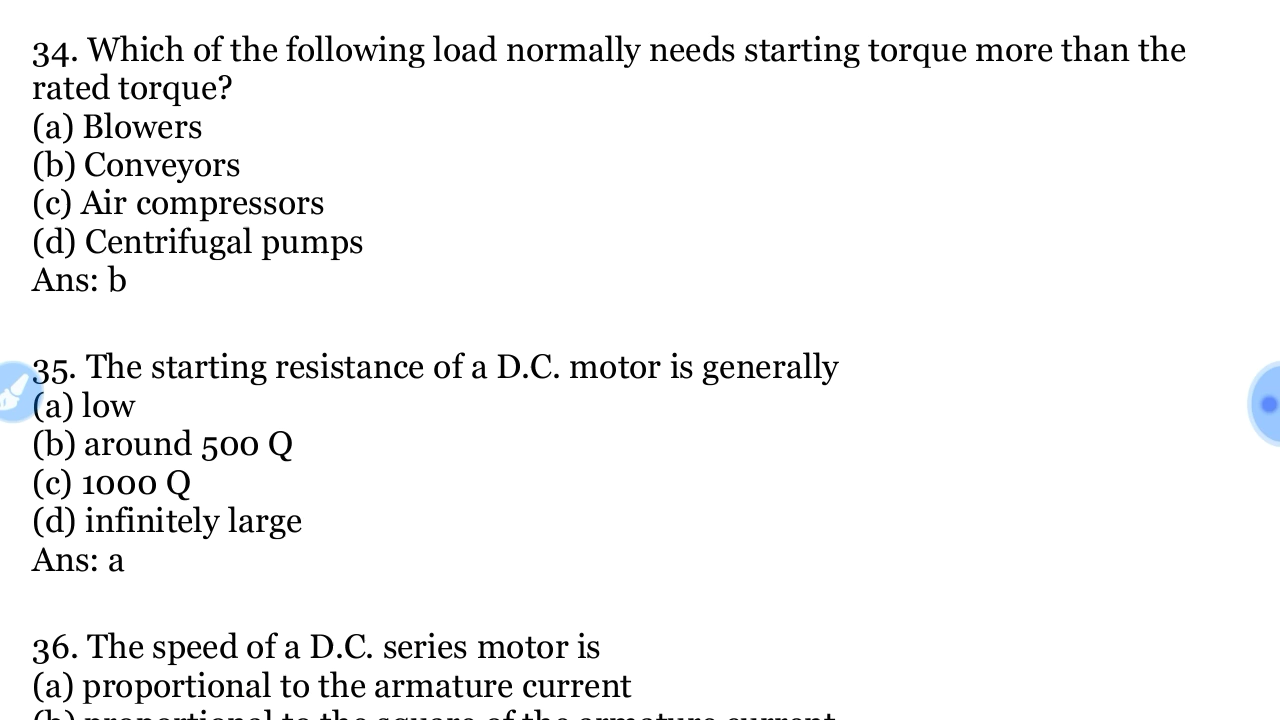 34. Which of the following load normally needs starting torque more than the
rated torque?
(a) Blowers
(b) Conveyors
(c) Air compressors
(d) Centrifugal pumps
Ans: b
35. The starting resistance of a D.C. motor is generally
(a) low
(b) around 500 Q
(c) 1000 Q
(d) infinitely large
Ans: a
36. The speed of a D.C. series motor is
(a) proportional to the armature current
(b) proportional to the square of the armature current